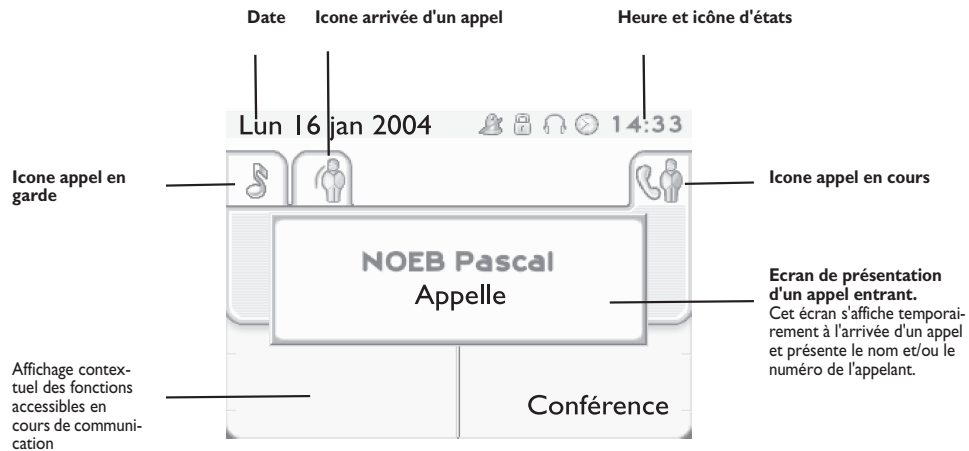 Date
Icone arrivée d'un appel
Heure et icône d'états
Lun 16 jan 2004
14:33
Icone appel en
garde
Icone appel en cours
NOEB Pascal
Appelle
Ecran de présentation
d'un appel entrant.
Cet écran s'affiche temporai-
rement à l'arrivée d'un appel
et présente le nom et/ou le
numéro de l'appelant.
Affichage contex-
tuel des fonctions
accessibles en
cours de communi-
cation
Conférence